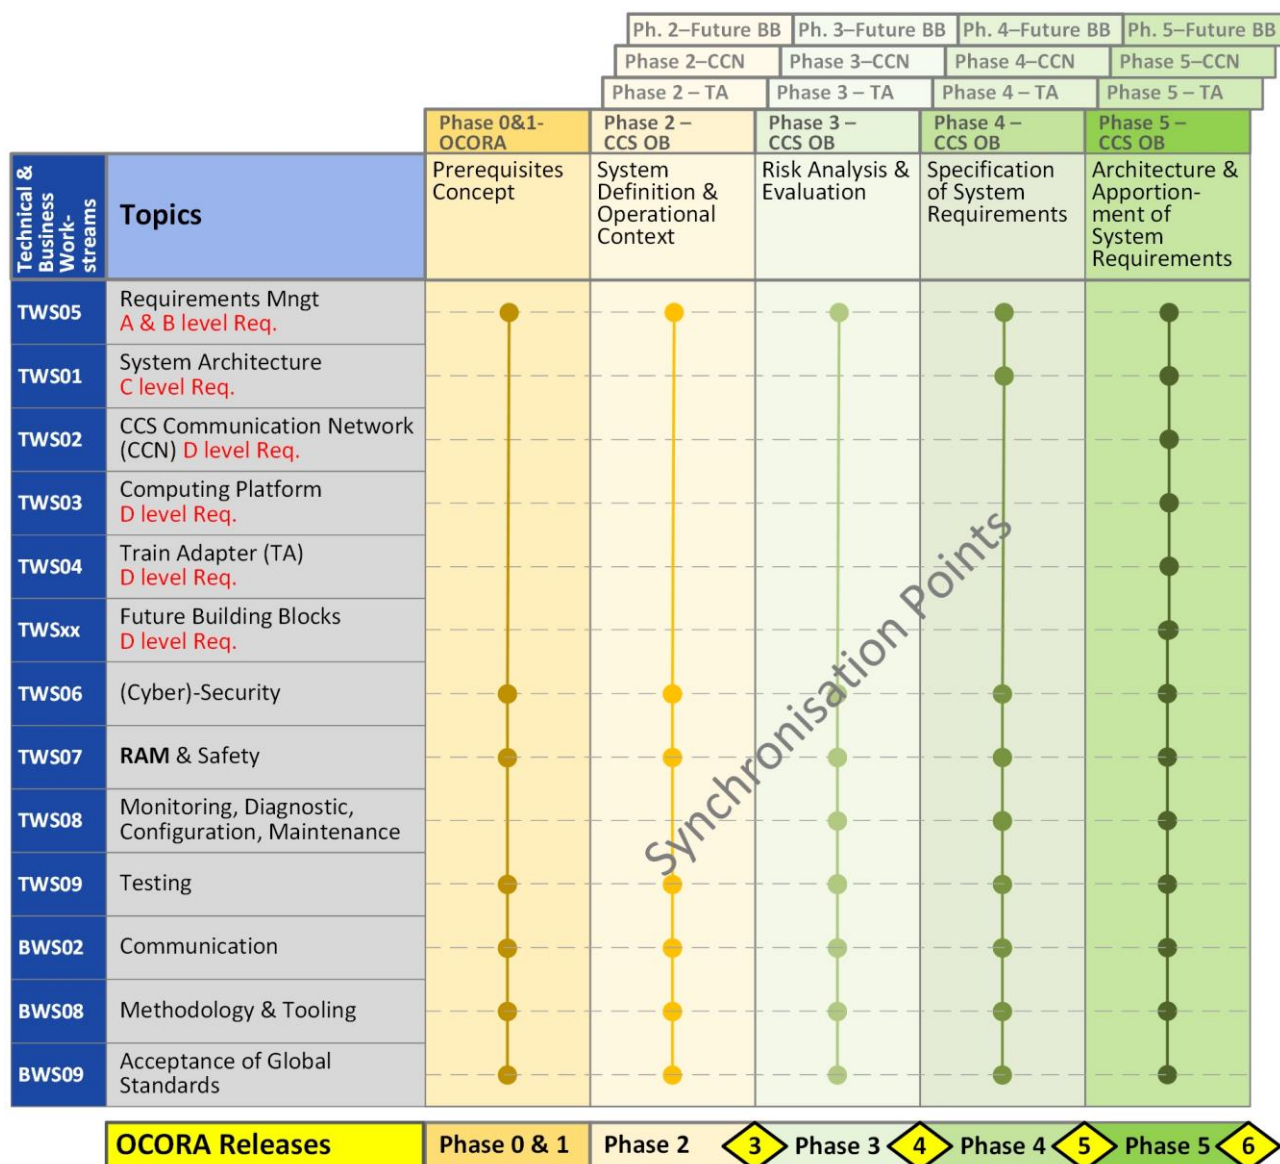 Ph. 2–Future BB Ph. 3–Future BB Ph. 4–Future BB Ph. 5–Future BB
Phase 2–CCN Phase 3–CCN Phase 4–CCN Phase 5–CCN
Phase 2 – TA Phase 3 – TA Phase 4 – TA Phase 5 – TA
Phase 0&1-
OCORA
Phase 2 –
CCS OB
Phase 3 –
CCS OB
Phase 4 –
CCS OB
Phase 5 –
CCS OB
Technical &
Business
Work-
streams
Topics
Prerequisites
Concept
System
Definition &
Operational
Context
Risk Analysis &
Evaluation
Specification
of System
Requirements
Architecture &
Apportion-
ment of
System
Requirements
TWS05
Requirements Mngt
A & B level Req.
TWS01
System Architecture
C level Req.
TWS02
CCS Communication Network
(CCN) D level Req.
TWS03
Computing Platform
D level Req.
TWS04
Train Adapter (TA)
D level Req.
TWSxx
Future Building Blocks
D level Req.
TWS06
(Cyber)-Security
TWS07
RAM & Safety
TWS08
Monitoring, Diagnostic,
Configuration, Maintenance
TWS09
Testing
BWS02
Communication
BWS08
Methodology & Tooling
BWS09
Acceptance of Global
Standards
Synchronisation Points
OCORA Releases Phase 0 & 1 Phase 2 3 Phase 3 4 Phase 4 5 Phase 5 6